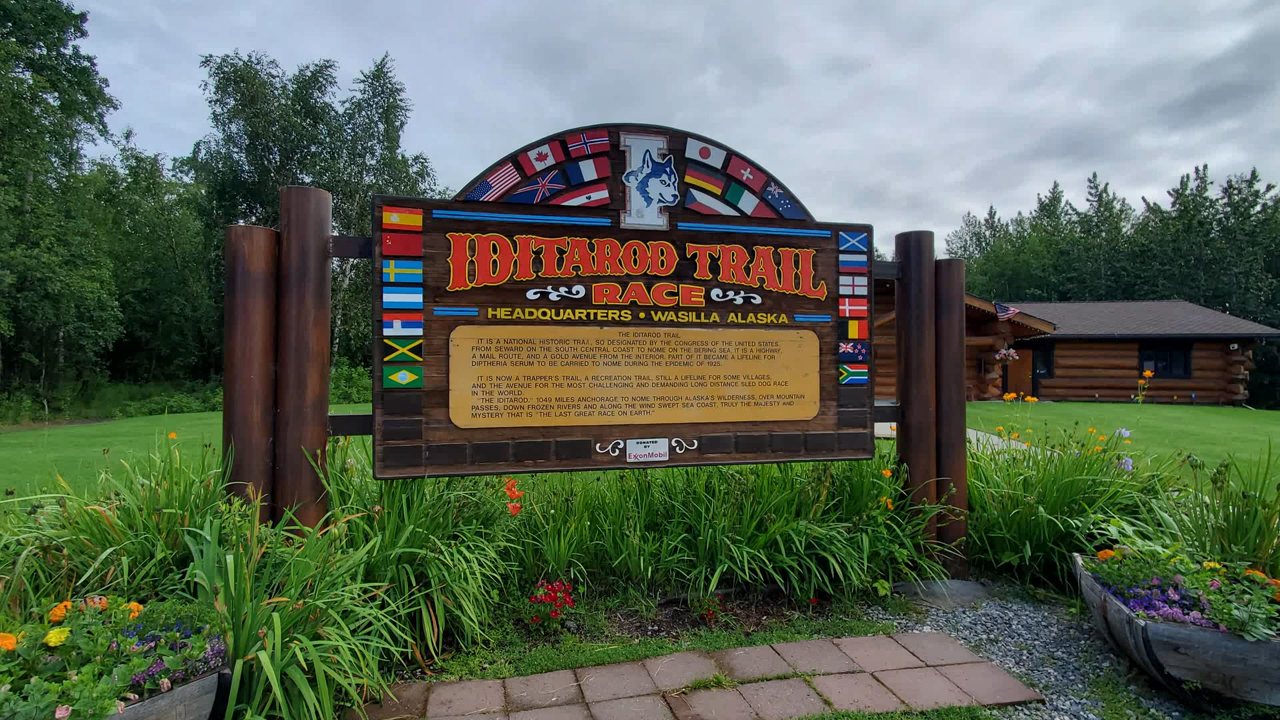 I
IDITAROD TRAIL
RACE
HEADQUARTERS • WASILLA ALASKA
THE IDITAROD TRAIL
IT IS A NATIONAL HISTORIC TRAIL, SO DESIGNATED BY THE CONGRESS OF THE UNITED STATES.
FROM SEWARD ON THE SOUTH CENTRAL COAST TO NOME ON THE BERING SEA, IT IS A HIGHWAY,
A MAIL ROUTE, AND A GOLD AVENUE FROM THE INTERIOR. PART OF IT BECAME A LIFELINE FOR
DIPTHERIA SERUM TO BE CARRIED TO NOME DURING THE EPIDEMIC OF 1925.
IT IS NOW A TRAPPER'S TRAIL, A RECREATION TRAIL, STILL A LIFELINE FOR SOME VILLAGES,
AND THE AVENUE FOR THE MOST CHALLENGING AND DEMANDING LONG DISTANCE SLED DOG RACE
IN THE WORLD.
"THE IDITAROD." 1049 MILES ANCHORAGE TO NOME THROUGH ALASKA'S WILDERNESS, OVER MOUNTAIN
PASSES, DOWN FROZEN RIVERS AND ALONG THE WIND SWEPT SEA COAST, TRULY THE MAJESTY AND
MYSTERY THAT IS "THE LAST GREAT RACE ON EARTH."
DONATED
BY
ExxonMobil